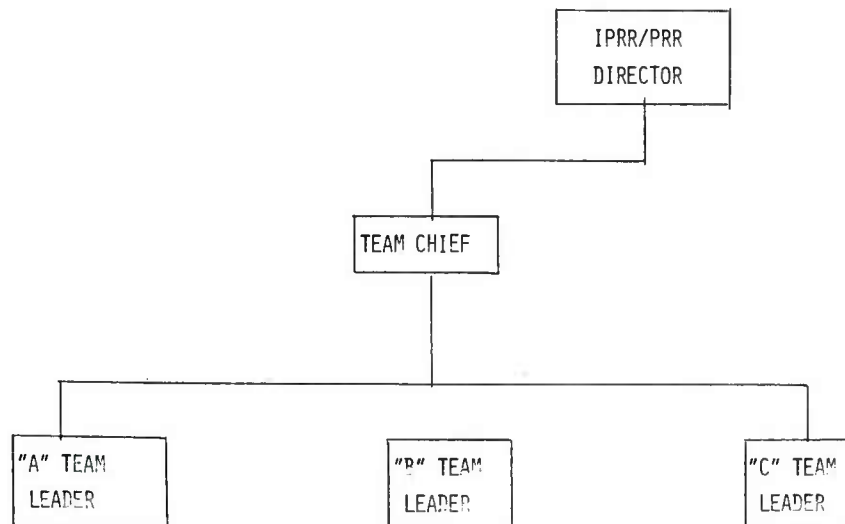 IPRR/PRR
DIRECTOR
TEAM CHIEF
"A" TEAM
LEADER
"B" TEAM
LEADER
"C" TEAM
LEADER